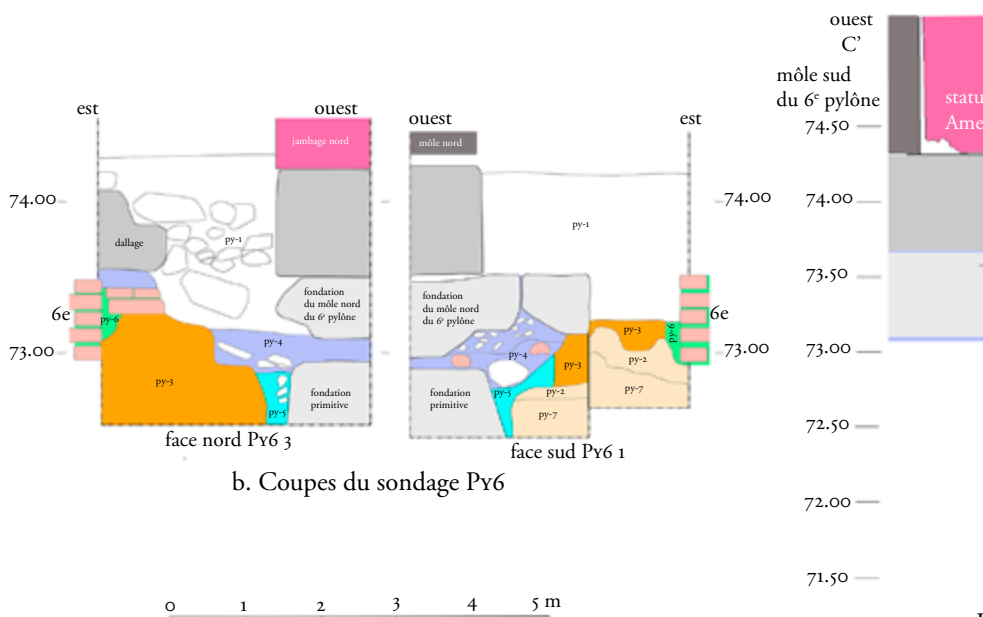 est
ouest
jambage nord
74.00
dallage
py-1
fondation
du môle nord
du 6e pylône
6e
py-6
py-4
73.00
py-3
fondation
primitive
py-5
face nord Py6 3
ouest
est
môle nord
74.00
py-1
fondation
du môle nord
du 6e pylône
py-3
py-6
6e
py-4
py-2
73.00
py-3
py-7
fondation
primitive
py-5
py-2
py-7
face sud Py6 1
b. Coupes du sondage Py6
0 1 2 3 4 5 m
ouest
C’
môle sud
du 6e pylône
statu
Ame
74.50
74.00
73.50
73.00
72.50
72.00
71.50